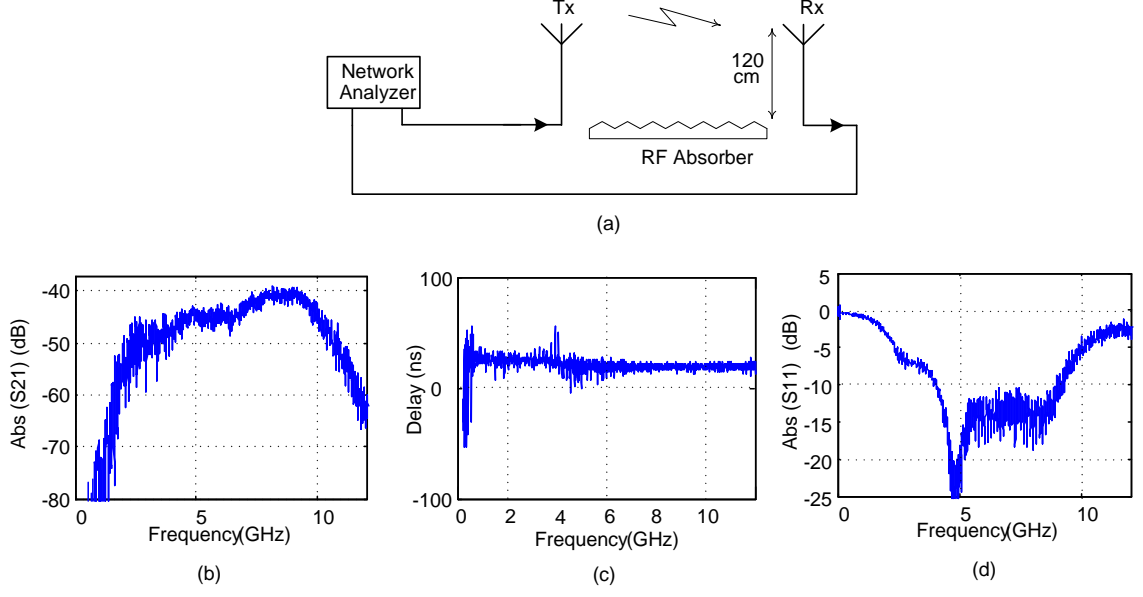 Tx
Rx
Network
Analyzer
120
cm
RF Absorber
(a)
-40
-50
-60
-70
-80
0
5
10
Abs (S21) (dB)
Frequency(GHz)
(b)
100
0
-100
0
2
4
6
8
10
Delay (ns)
Frequency(GHz)
(c)
5
0
-5
-10
-15
-20
-25
0
5
10
Abs (S11) (dB)
Frequency(GHz)
(d)